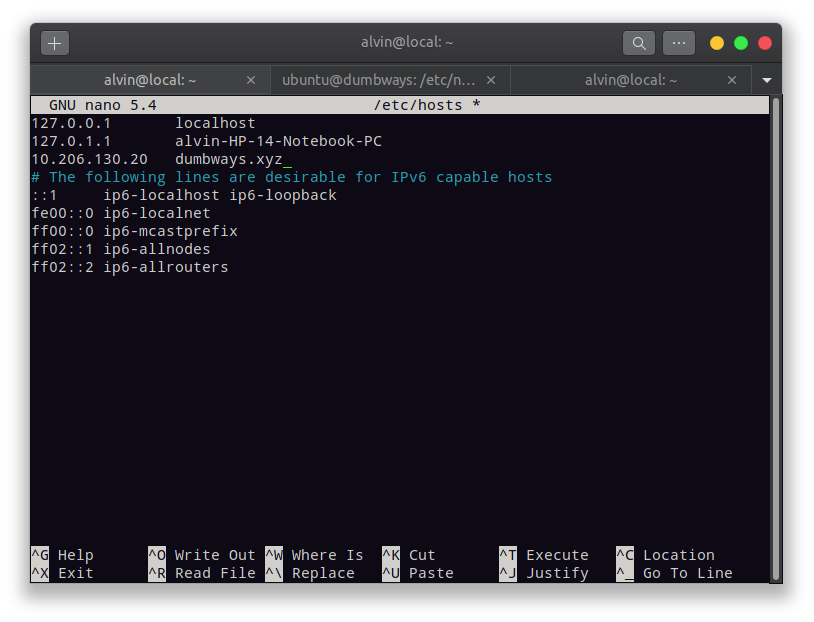 alvin@local: ~
alvin@local: ~ × ubuntu@dumbways: /etc/n... × alvin@local: ~ ×
GNU nano 5.4 /etc/hosts *
127.0.0.1 localhost
127.0.1.1 alvin-HP-14-Notebook-PC
10.206.130.20 dumbways.xyz_
# The following lines are desirable for IPv6 capable hosts
::1 ip6-localhost ip6-loopback
fe00::0 ip6-localnet
ff00::0 ip6-mcastprefix
ff02::1 ip6-allnodes
ff02::2 ip6-allrouters
^G Help ^O Write Out ^W Where Is ^K Cut ^T Execute ^C Location
^X Exit ^R Read File ^\ Replace ^U Paste ^J Justify ^_ Go To Line